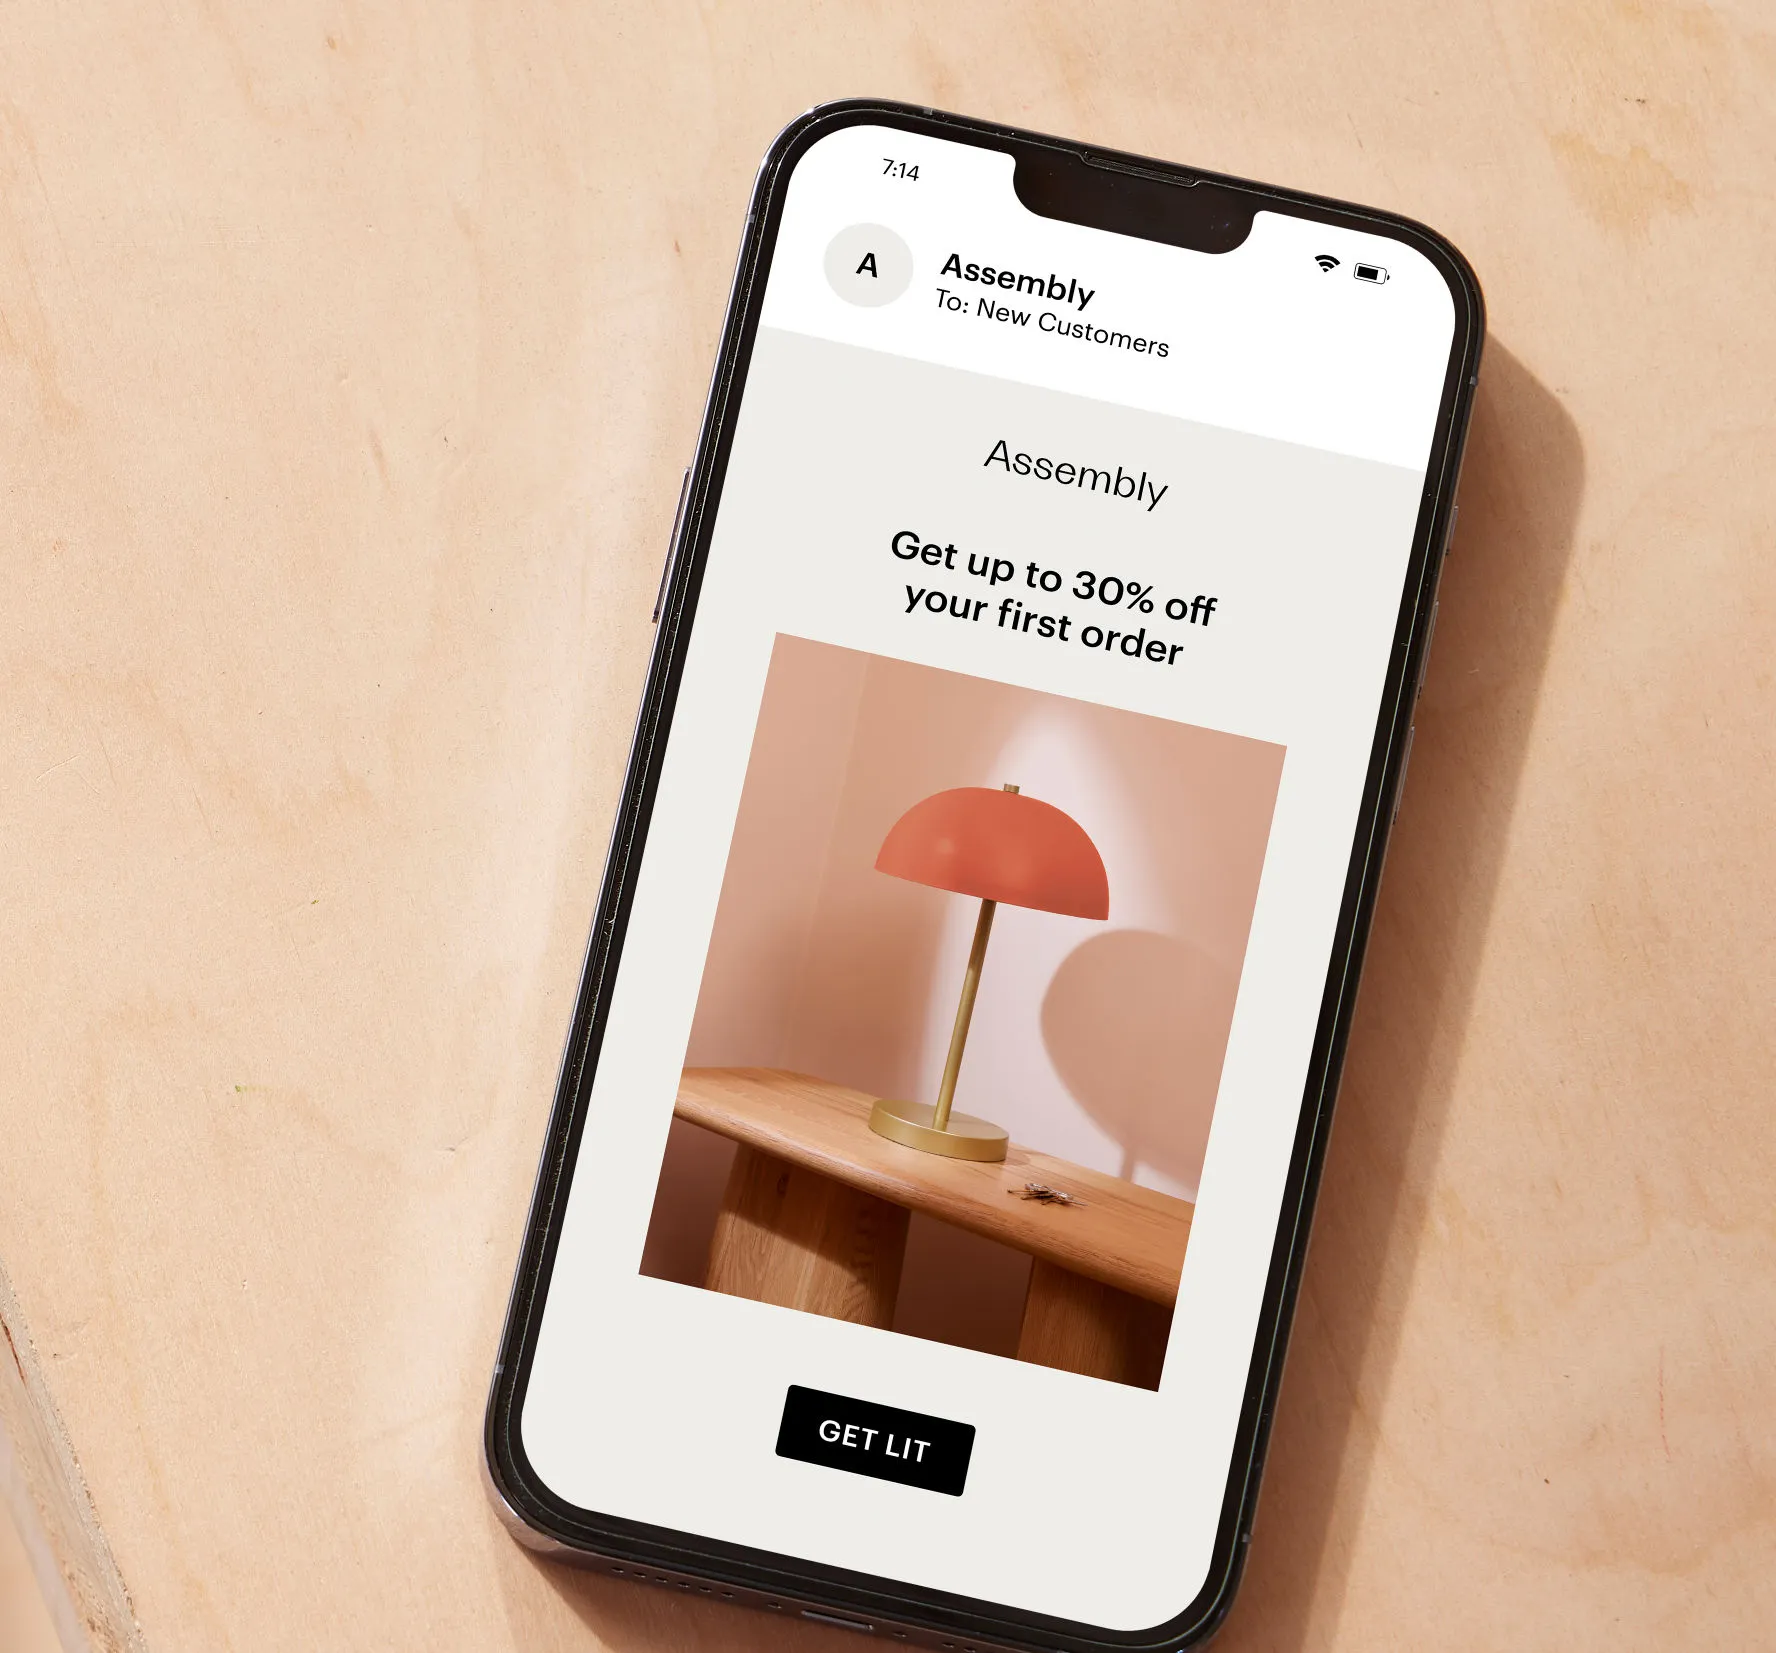 7:14
A
Assembly
To: New Customers
Assembly
Get up to 30% off
your first order
GET LIT